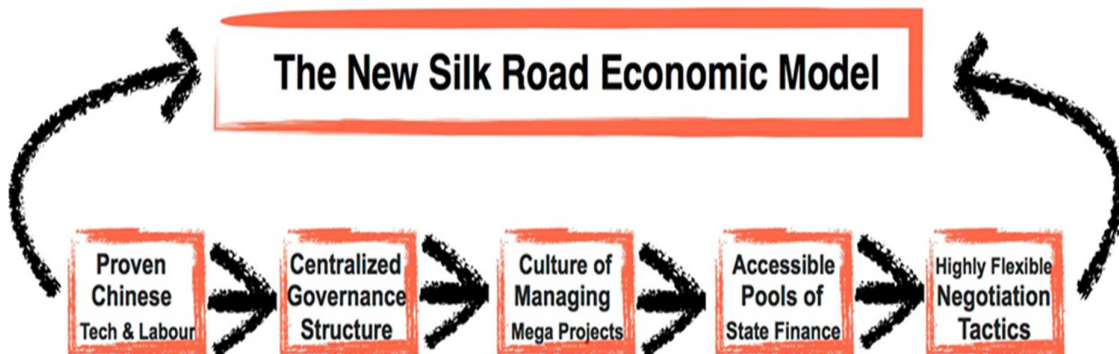 The New Silk Road Economic Model
Proven
Chinese
Tech & Labour
Centralized
Governance
Structure
Culture of
Managing
Mega Projects
Accessible
Pools of
State Finance
Highly Flexible
Negotiation
Tactics